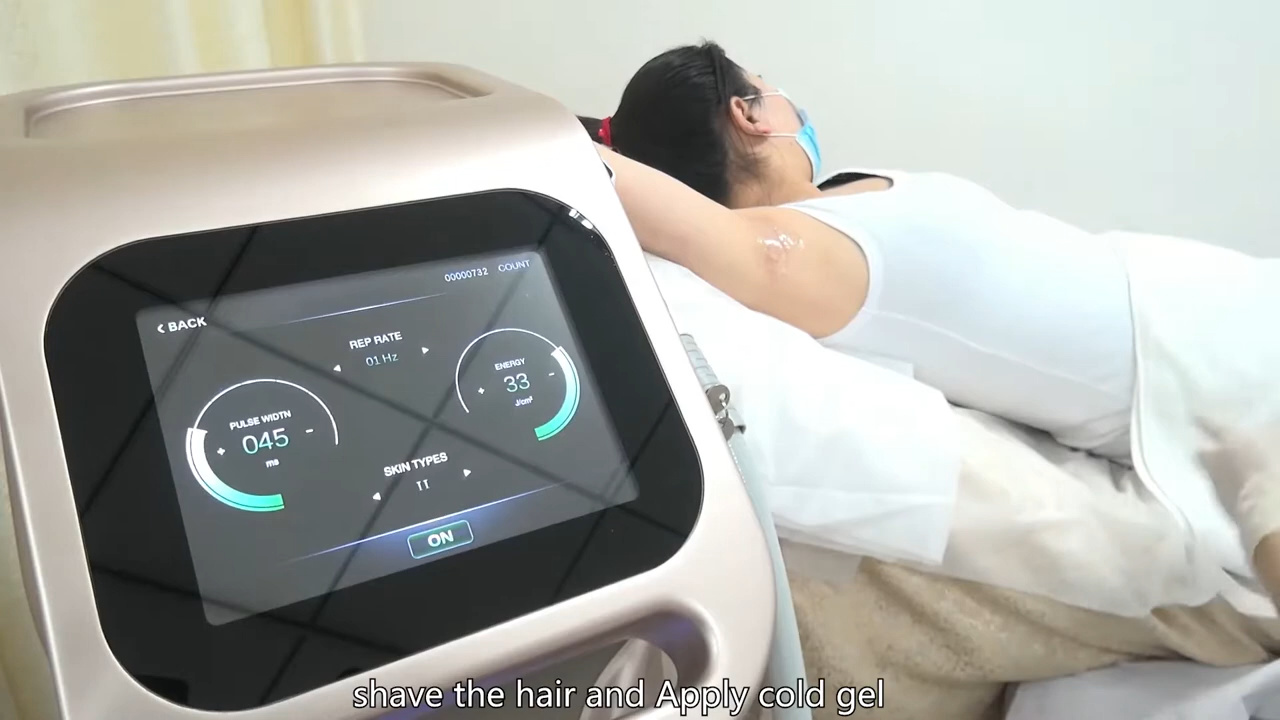 00000732 COUNT
< BACK
REP RATE
01 Hz
ENERGY
+ 33 -
J/cm²
PULSE WIDTN
+ 045 -
ms
SKIN TYPES
II
ON
shave the hair and Apply cold gel